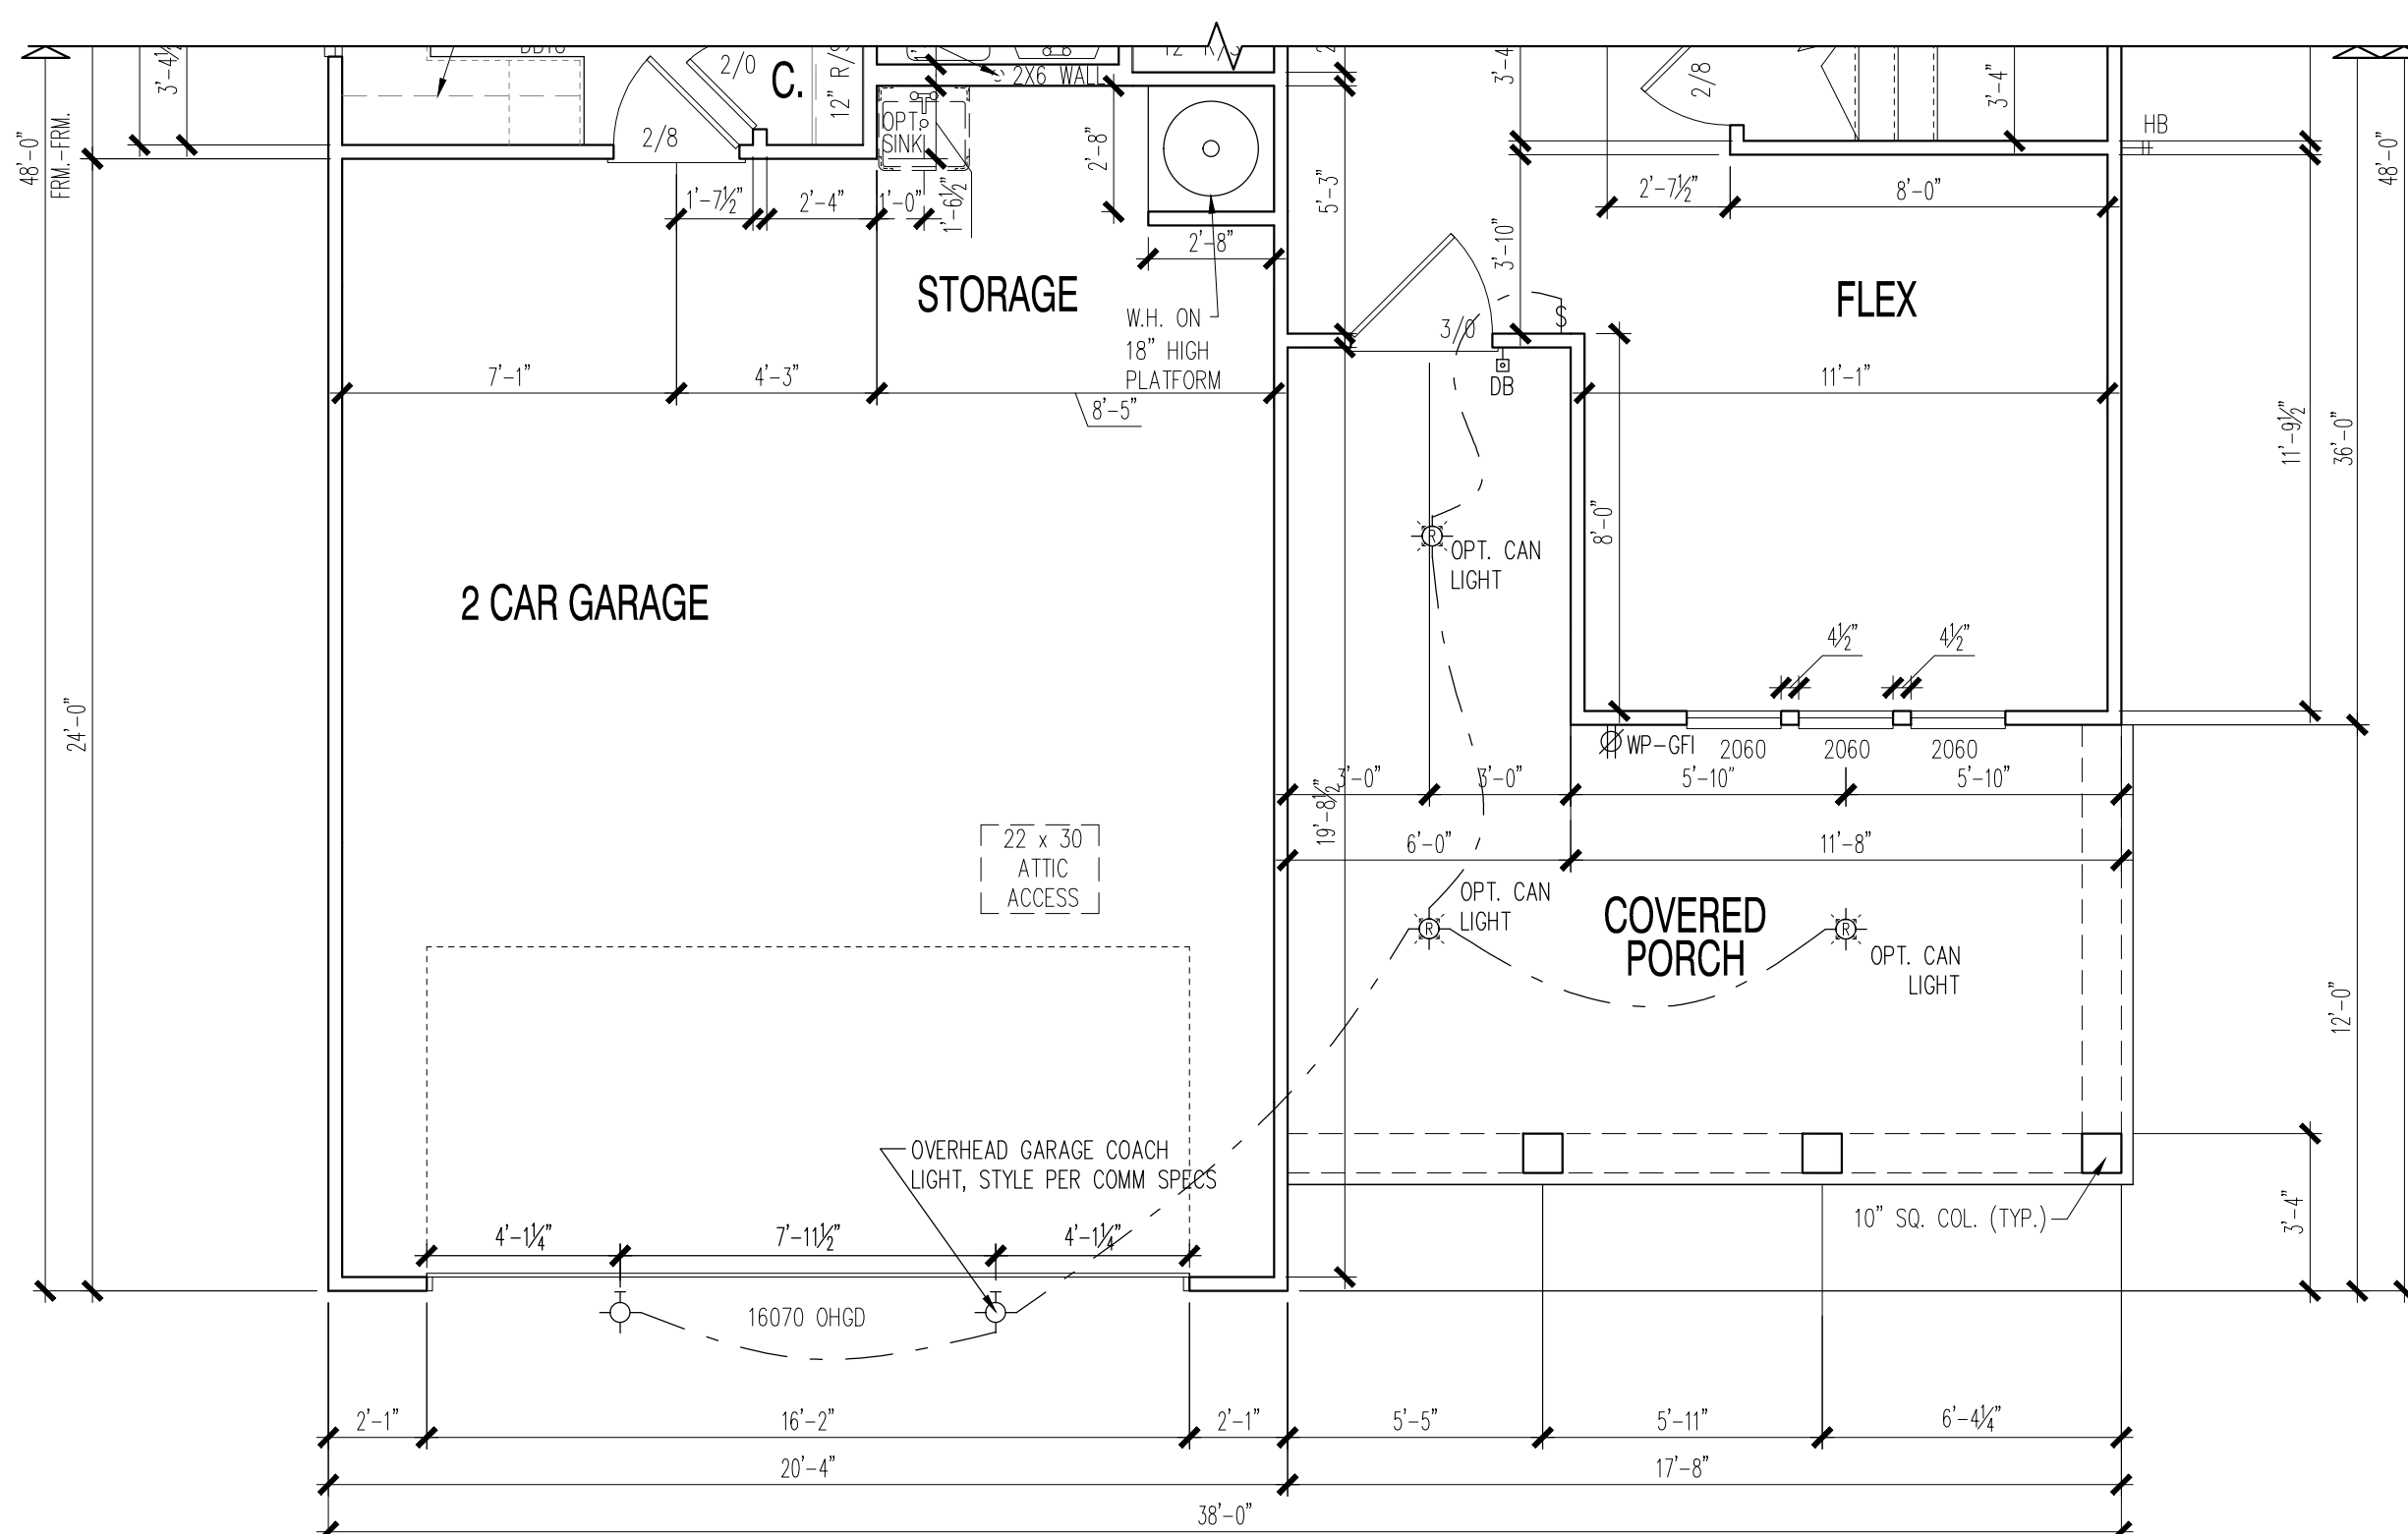 2/0
C.
12" R/S
2X6 WALL
3'-4½"
3'-4"
2/8
3'-4"
HB
48'-0"
FRM.-FRM.
2/8
OPT.
SINK
2'-8"
48'-0"
1'-7½"
2'-4"
1'-0"
1'-6½"
5'-3"
2'-7½"
8'-0"
2'-8"
3'-10"
STORAGE
FLEX
W.H. ON
18" HIGH
PLATFORM
3/0
S
DB
7'-1"
4'-3"
8'-5"
11'-1"
11'-9½"
36'-0"
8'-0"
OPT. CAN
LIGHT
2 CAR GARAGE
4½"
4½"
24'-0"
WP-GFI
2060
2060
2060
3'-0"
3'-0"
5'-10"
5'-10"
19'-8½"
6'-0"
11'-8"
22 x 30
ATTIC
ACCESS
OPT. CAN
LIGHT
COVERED
PORCH
OPT. CAN
LIGHT
12'-0"
OVERHEAD GARAGE COACH
LIGHT, STYLE PER COMM SPECS
10" SQ. COL. (TYP.)
3'-4"
4'-1¼"
7'-11½"
4'-1¼"
16070 OHGD
2'-1"
16'-2"
2'-1"
5'-5"
5'-11"
6'-4¼"
20'-4"
17'-8"
38'-0"